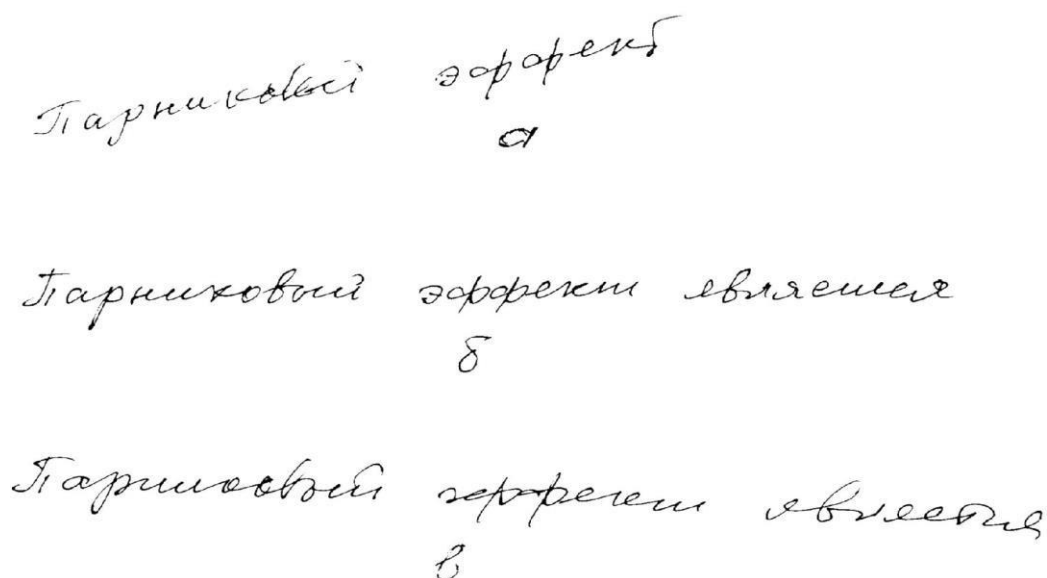 Парниковый эффект
а
Парниковый эффект является
б
Парниковый эффект является
в